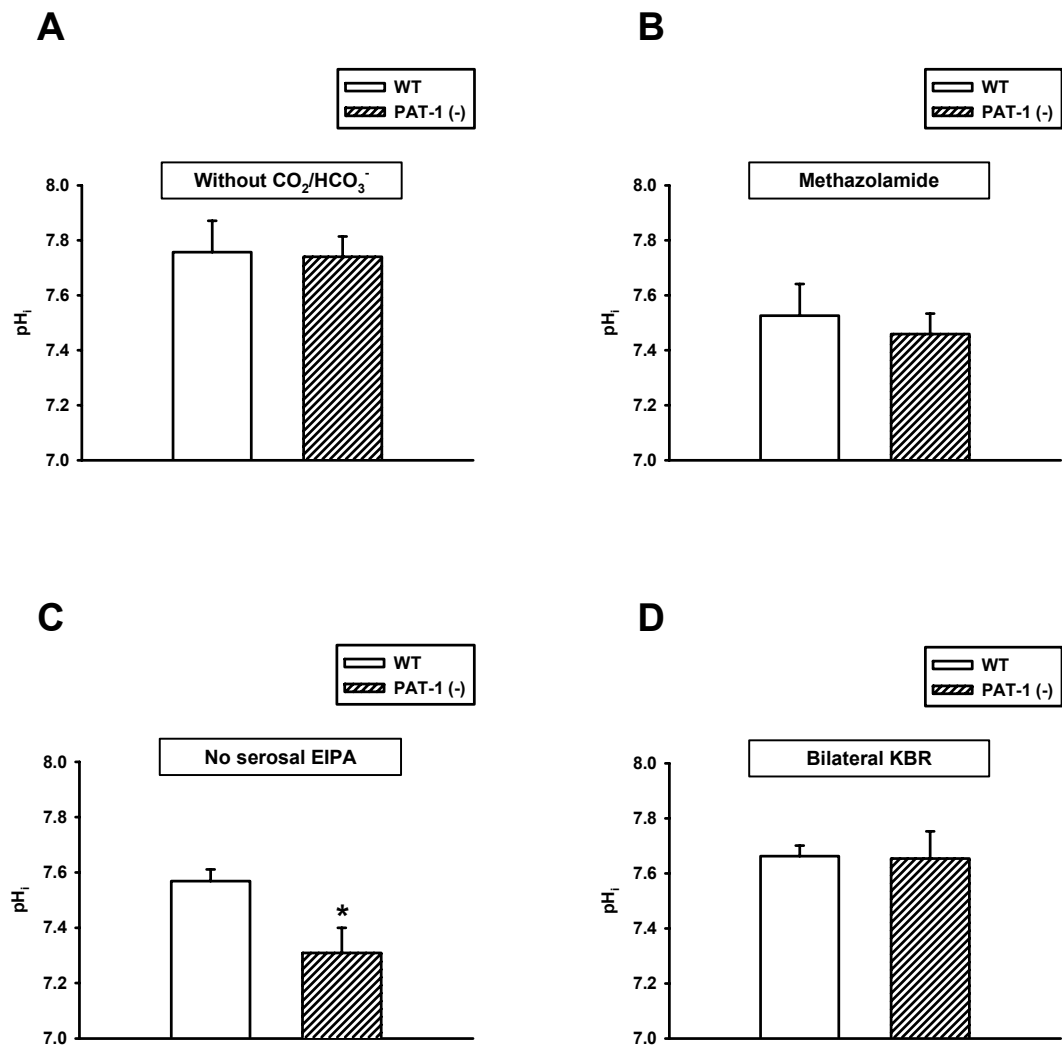 A
B
WT
PAT-1 (-)
WT
PAT-1 (-)
Without CO₂/HCO₃⁻
Methazolamide
8.0
7.8
7.6
7.4
7.2
7.0
pHᵢ
8.0
7.8
7.6
7.4
7.2
7.0
pHᵢ
C
D
WT
PAT-1 (-)
WT
PAT-1 (-)
No serosal EIPA
Bilateral KBR
8.0
7.8
7.6
7.4
7.2
7.0
pHᵢ
*
8.0
7.8
7.6
7.4
7.2
7.0
pHᵢ